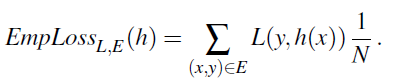 EmpLoss_{L,E}(h) = ∑_{(x,y)∈E} L(y,h(x)) 1/N .